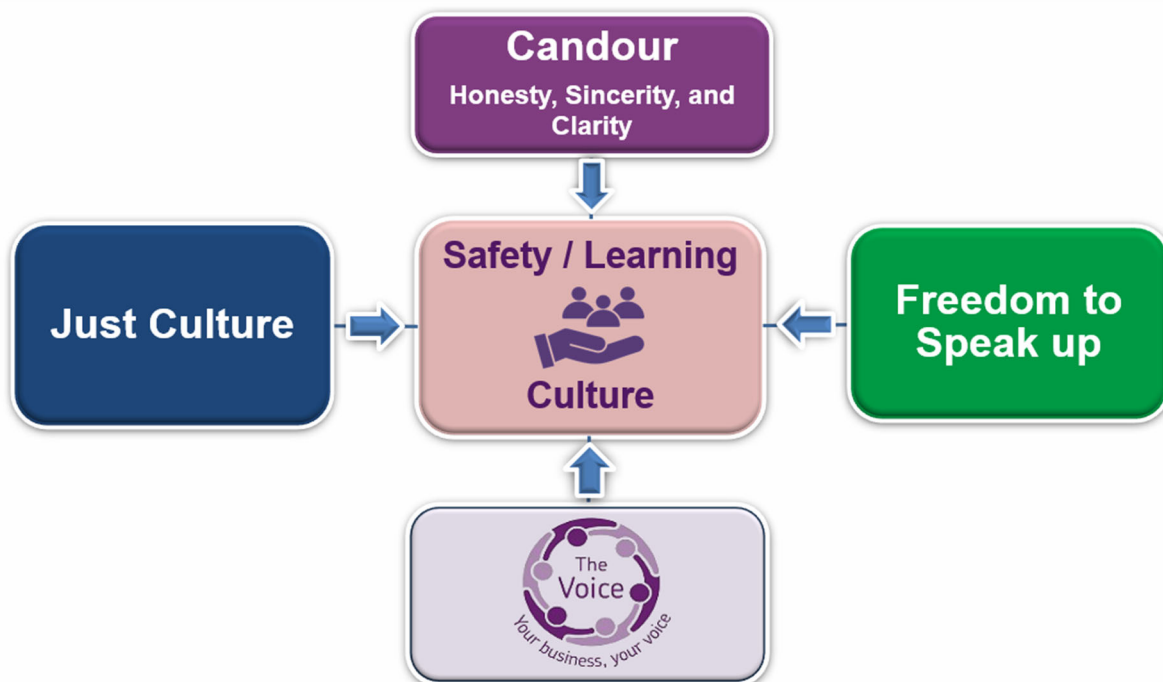 Candour
Honesty, Sincerity, and
Clarity
Just Culture
Safety / Learning
Culture
Freedom to
Speak up
The
Voice
Your business, your voice